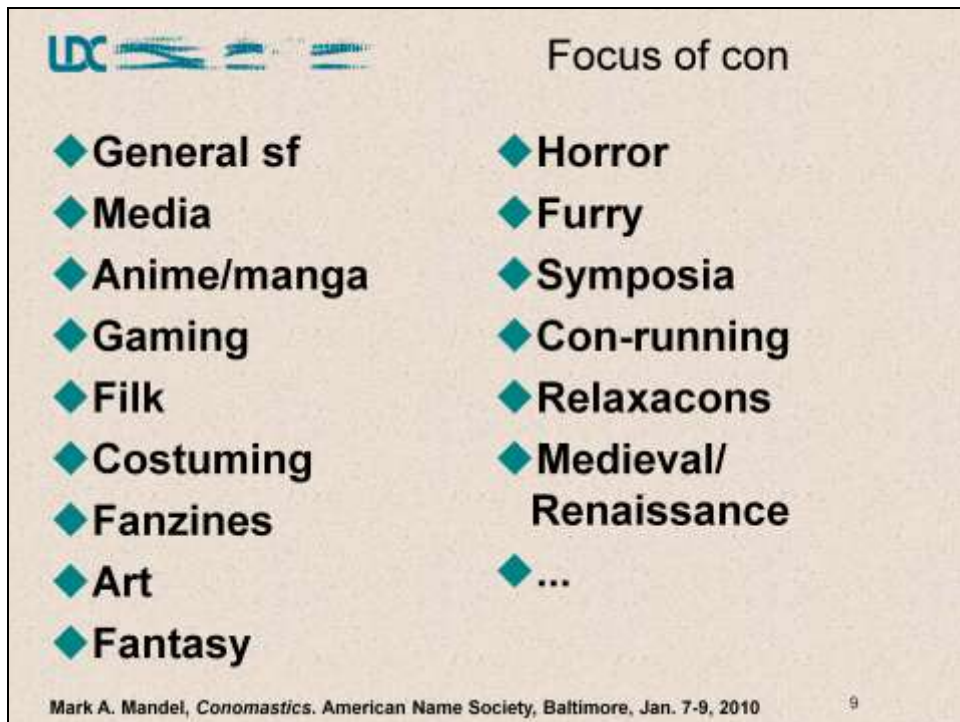 LDC
Focus of con
General sf
Media
Anime/manga
Gaming
Filk
Costuming
Fanzines
Art
Fantasy
Horror
Furry
Symposia
Con-running
Relaxacons
Medieval/
Renaissance
...
Mark A. Mandel, Conomastics. American Name Society, Baltimore, Jan. 7-9, 2010
9